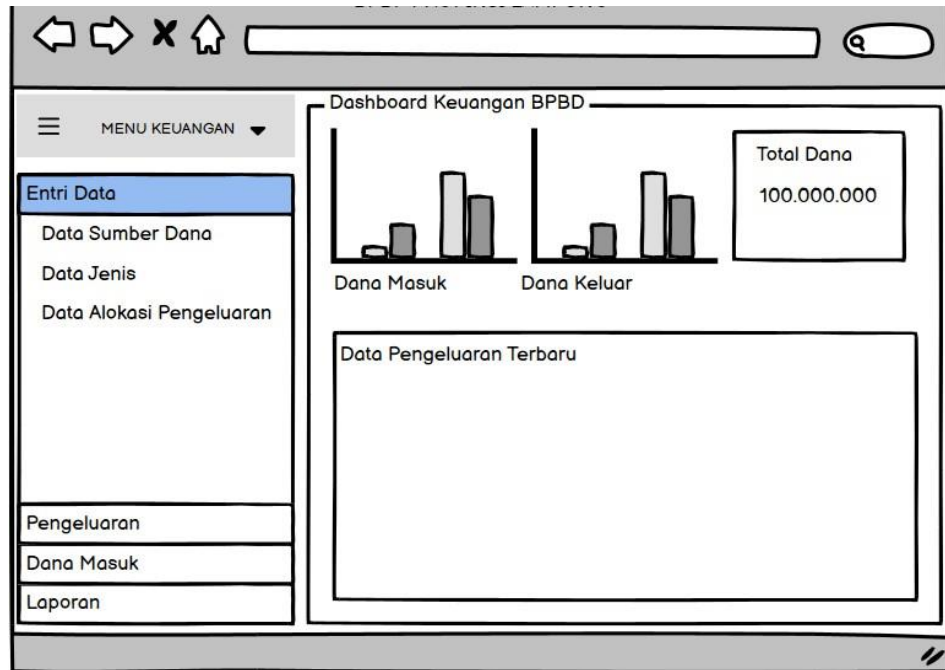 MENU KEUANGAN
Entri Data
Data Sumber Dana
Data Jenis
Data Alokasi Pengeluaran
Pengeluaran
Dana Masuk
Laporan
Dashboard Keuangan BPBD
Dana Masuk
Dana Keluar
Total Dana
100.000.000
Data Pengeluaran Terbaru